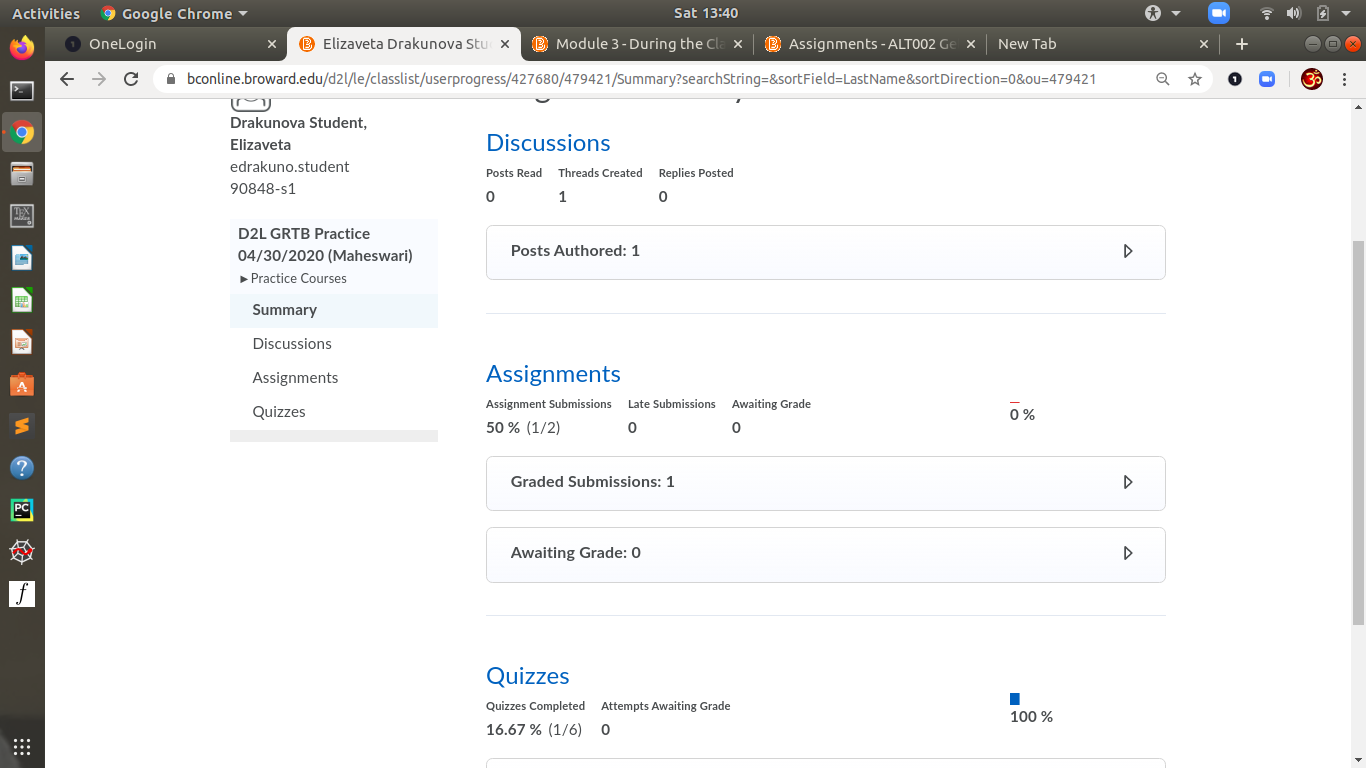 Activities
Google Chrome
Sat 13:40
OneLogin
Elizaveta Drakunova Stu
Module 3 - During the Cla
Assignments - ALT002 Ge
New Tab
bconline.broward.edu/d2l/le/classlist/userprogress/427680/479421/Summary?searchString=&sortField=LastName&sortDirection=0&ou=479421
Drakunova Student,
Elizaveta
edrakuno.student
90848-s1
D2L GRTB Practice
04/30/2020 (Maheswari)
Practice Courses
Summary
Discussions
Assignments
Quizzes
Discussions
Posts Read Threads Created Replies Posted
0 1 0
Posts Authored: 1
Assignments
Assignment Submissions Late Submissions Awaiting Grade
50 % (1/2) 0 0
0 %
Graded Submissions: 1
Awaiting Grade: 0
Quizzes
Quizzes Completed Attempts Awaiting Grade
16.67 % (1/6) 0
100 %